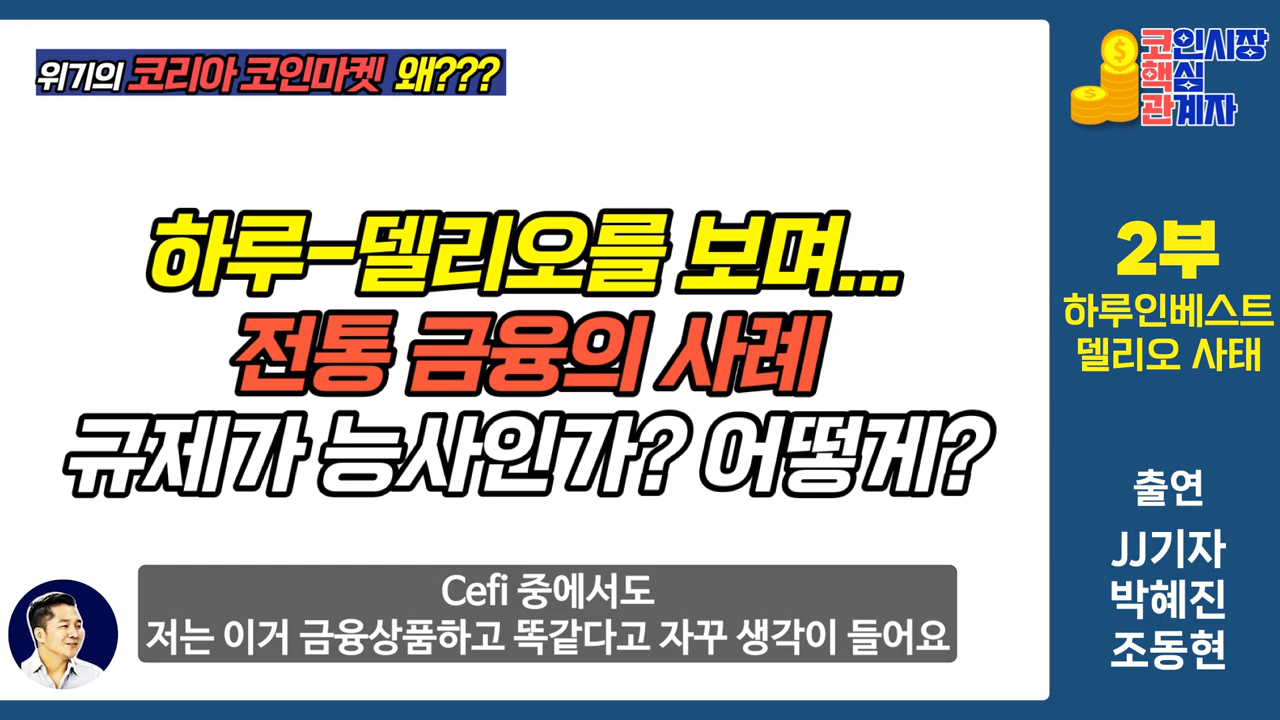 위기의 코리아 코인마켓 왜???
코인시장
핵심
관계자
하루-델리오를 보며...
전통 금융의 사례
규제가 능사인가? 어떻게?
2부
하루인베스트
델리오 사태
출연
JJ기자
박혜진
조동현
Cefi 중에서도
저는 이거 금융상품하고 똑같다고 자꾸 생각이 들어요